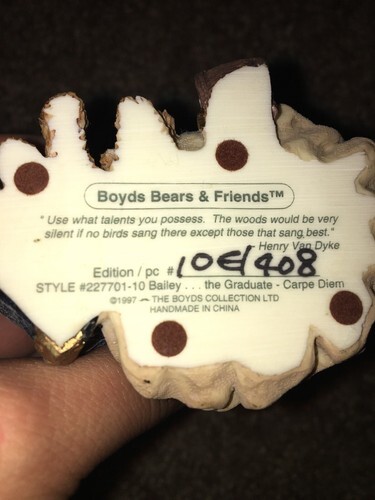 Boyds Bears & Friends™
" Use what talents you possess. The woods would be very
silent if no birds sang there except those that sang best."
- Henry Van Dyke
Edition / pc # 10E/408
STYLE #227701-10 Bailey . . . the Graduate - Carpe Diem
©1997 THE BOYDS COLLECTION LTD
HANDMADE IN CHINA